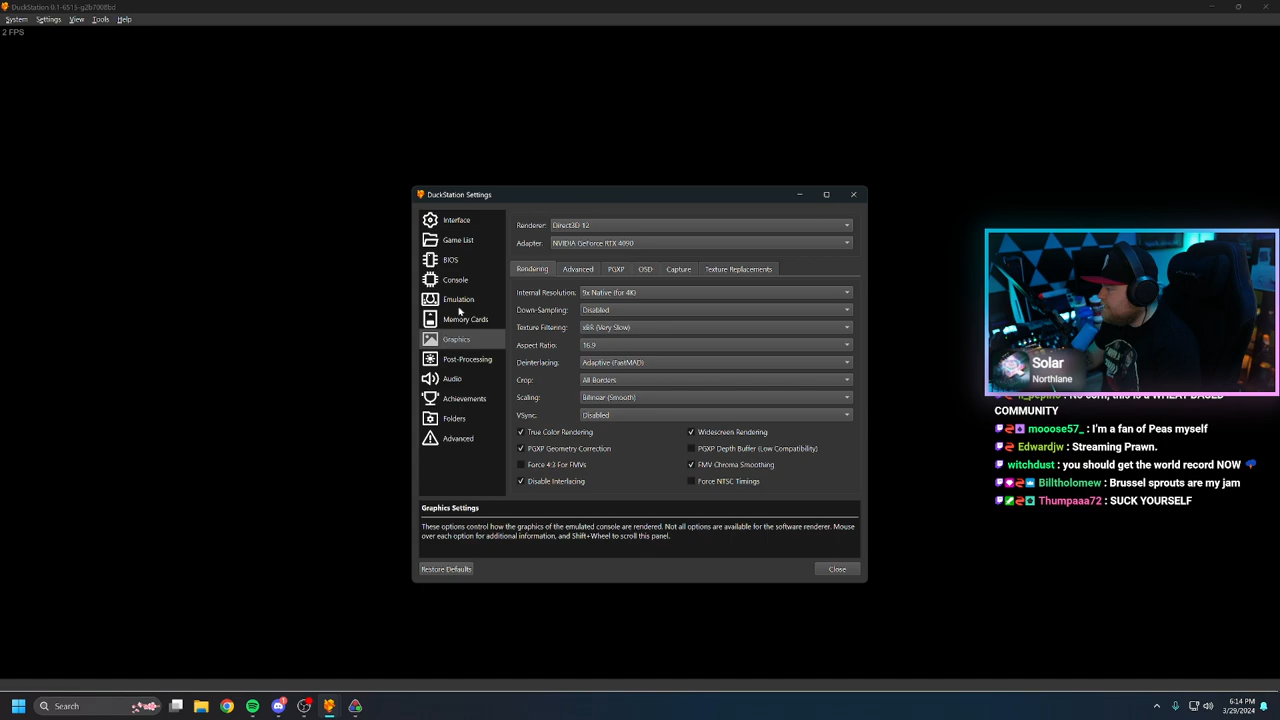 DuckStation 0.1-6515-g2b7008bd
System Settings View Tools Help
2 FPS
DuckStation Settings
Interface
Game List
BIOS
Console
Emulation
Memory Cards
Graphics
Post-Processing
Audio
Achievements
Folders
Advanced
Renderer: Direct3D 12
Adapter: NVIDIA GeForce RTX 4090
Rendering Advanced PGXP OSD Capture Texture Replacements
Internal Resolution: 9x Native (for 4K)
Down-Sampling: Disabled
Texture Filtering: xBR (Very Slow)
Aspect Ratio: 16:9
Deinterlacing: Adaptive (FastMAD)
Crop: All Borders
Scaling: Bilinear (Smooth)
VSync: Disabled
True Color Rendering Widescreen Rendering
PGXP Geometry Correction PGXP Depth Buffer (Low Compatibility)
Force 4:3 For FMVs FMV Chroma Smoothing
Disable Interlacing Force NTSC Timings
Graphics Settings
These options control how the graphics of the emulated console are rendered. Not all options are available for the software renderer. Mouse
over each option for additional information, and Shift+Wheel to scroll this panel.
Restore Defaults Close
Solar
Northlane
COMMUNITY
mooose57_ : I'm a fan of Peas myself
Edwardjw : Streaming Prawn.
witchdust : you should get the world record NOW
Billtholomew : Brussel sprouts are my jam
Thumpaaa72 : SUCK YOURSELF
Search
6:14 PM
3/29/2024